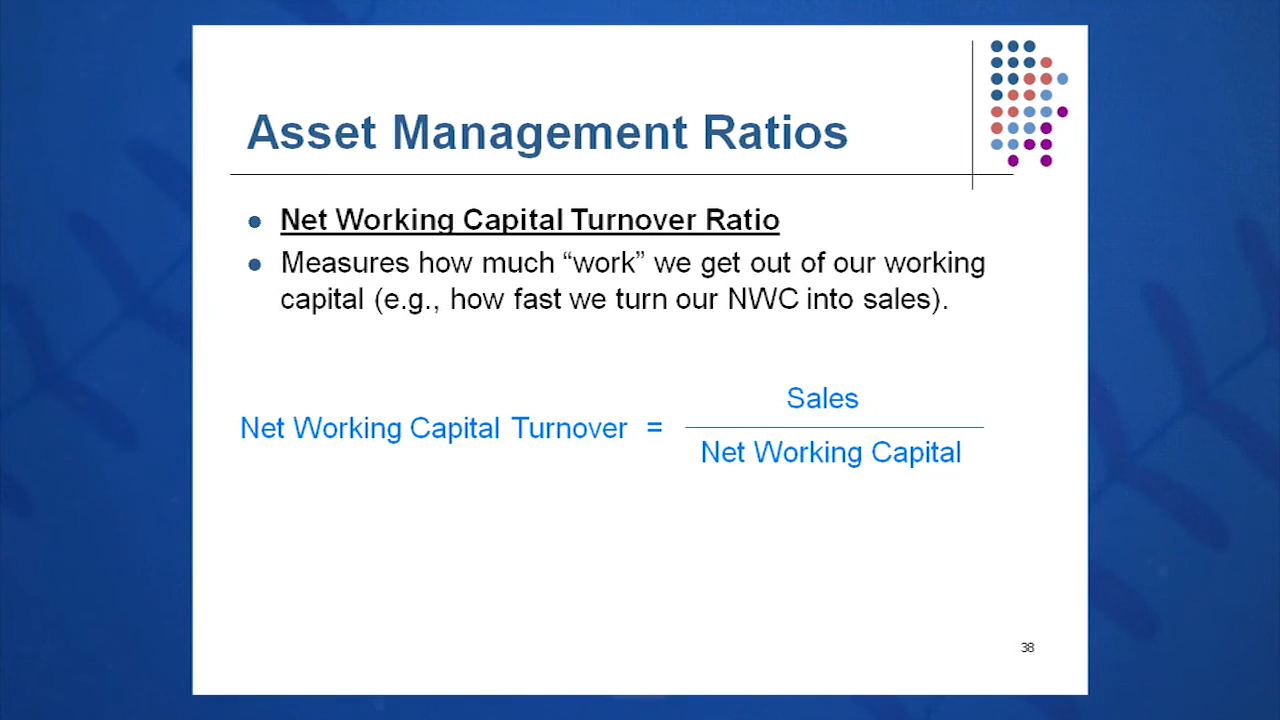 Asset Management Ratios
● Net Working Capital Turnover Ratio
● Measures how much “work” we get out of our working
capital (e.g., how fast we turn our NWC into sales).
Sales
Net Working Capital Turnover =
Net Working Capital
38